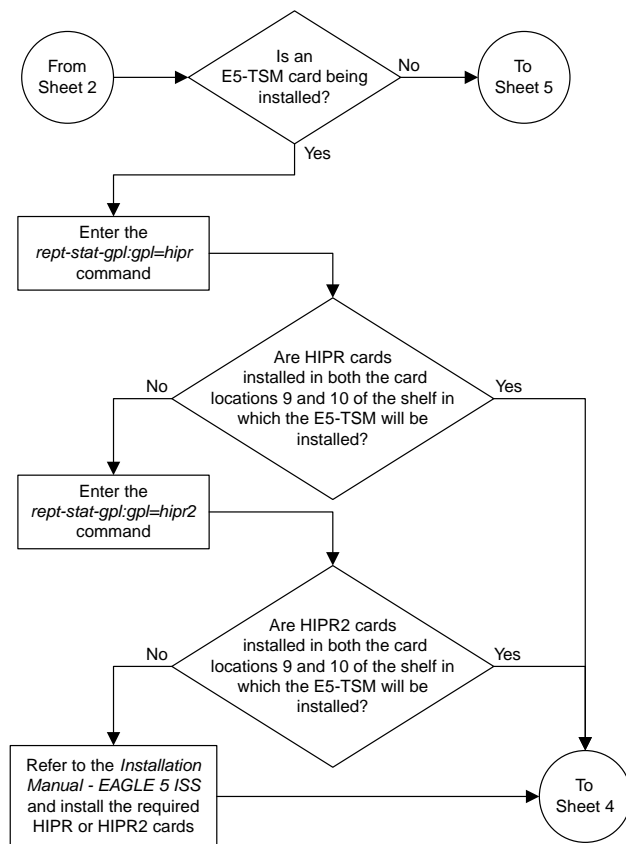 From
Sheet 2
Is an
E5-TSM card being
installed?
No
To
Sheet 5
Yes
Enter the
rept-stat-gpl:gpl=hipr
command
Are HIPR cards
installed in both the card
locations 9 and 10 of the shelf in
which the E5-TSM will be
installed?
No
Yes
Enter the
rept-stat-gpl:gpl=hipr2
command
Are HIPR2 cards
installed in both the card
locations 9 and 10 of the shelf in
which the E5-TSM will be
installed?
No
Yes
Refer to the Installation
Manual - EAGLE 5 ISS
and install the required
HIPR or HIPR2 cards
To
Sheet 4